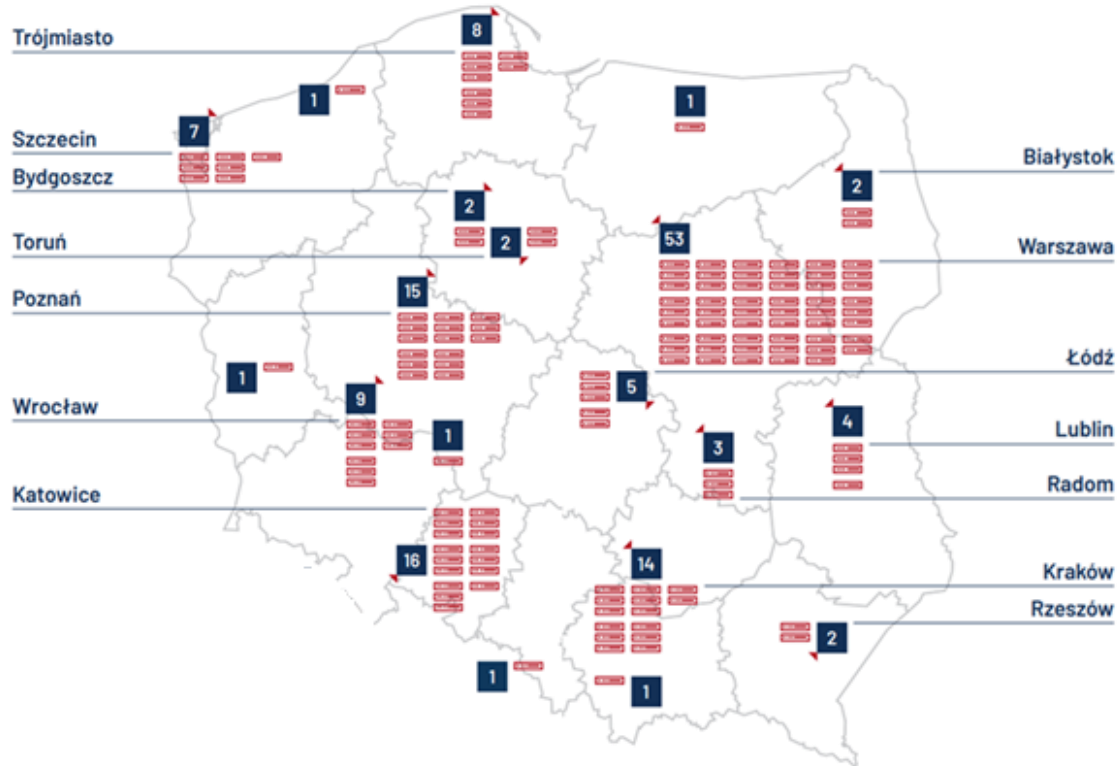 Trójmiasto
8
1
1
7
Szczecin
Białystok
Bydgoszcz
2
2
Toruń
2
53
Warszawa
Poznań
15
Łódź
1
5
Wrocław
9
4
1
3
Lublin
Katowice
Radom
16
14
Kraków
Rzeszów
2
1
1